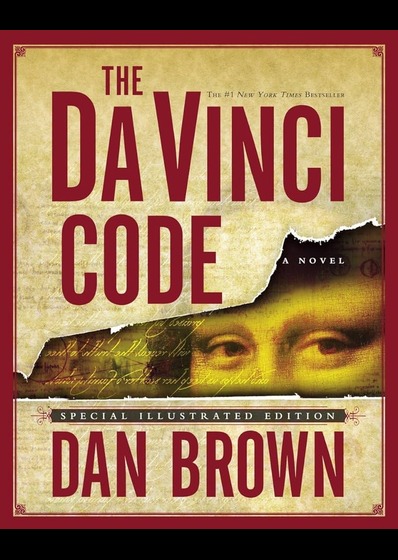 THE
THE #1 NEW YORK TIMES BESTSELLER
DA VINCI
CODE
A NOVEL
SPECIAL ILLUSTRATED EDITION
DAN BROWN